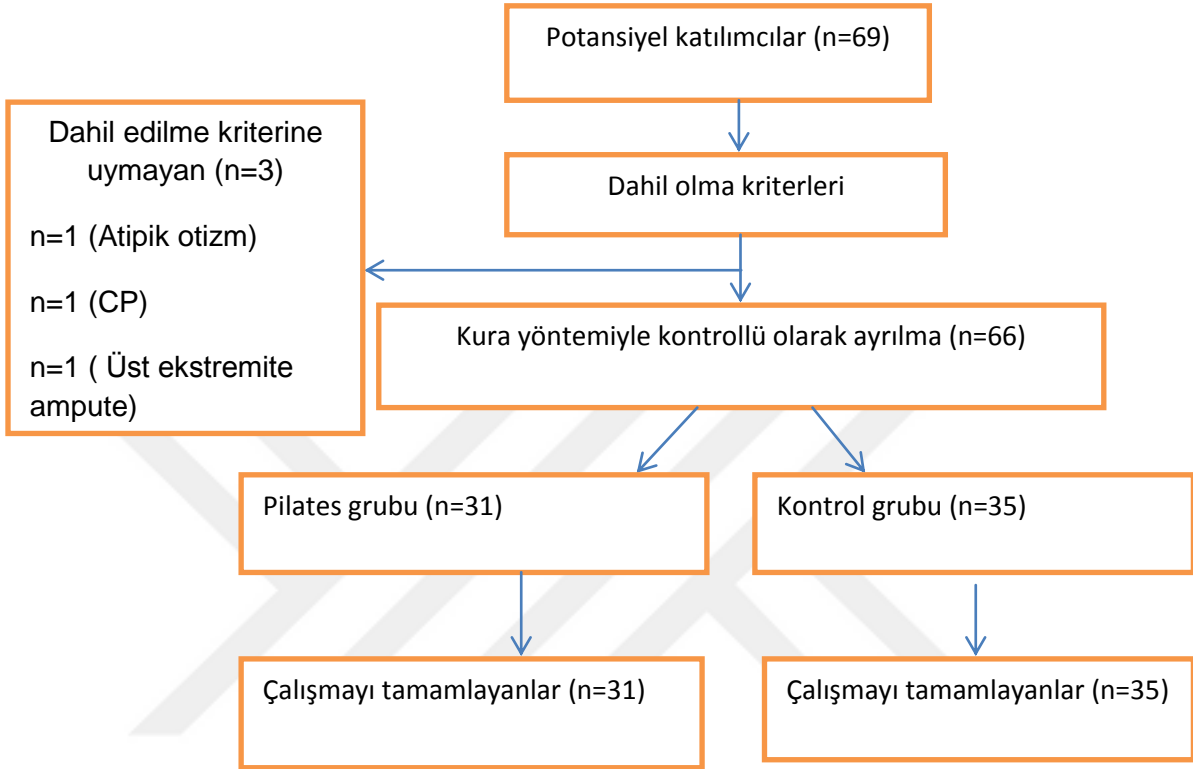 Potansiyel katılımcılar (n=69)
Dahil edilme kriterine
uymayan (n=3)
n=1 (Atipik otizm)
n=1 (CP)
n=1 ( Üst ekstremite
ampute)
Dahil olma kriterleri
Kura yöntemiyle kontrollü olarak ayrılma (n=66)
Pilates grubu (n=31)
Kontrol grubu (n=35)
Çalışmayı tamamlayanlar (n=31)
Çalışmayı tamamlayanlar (n=35)